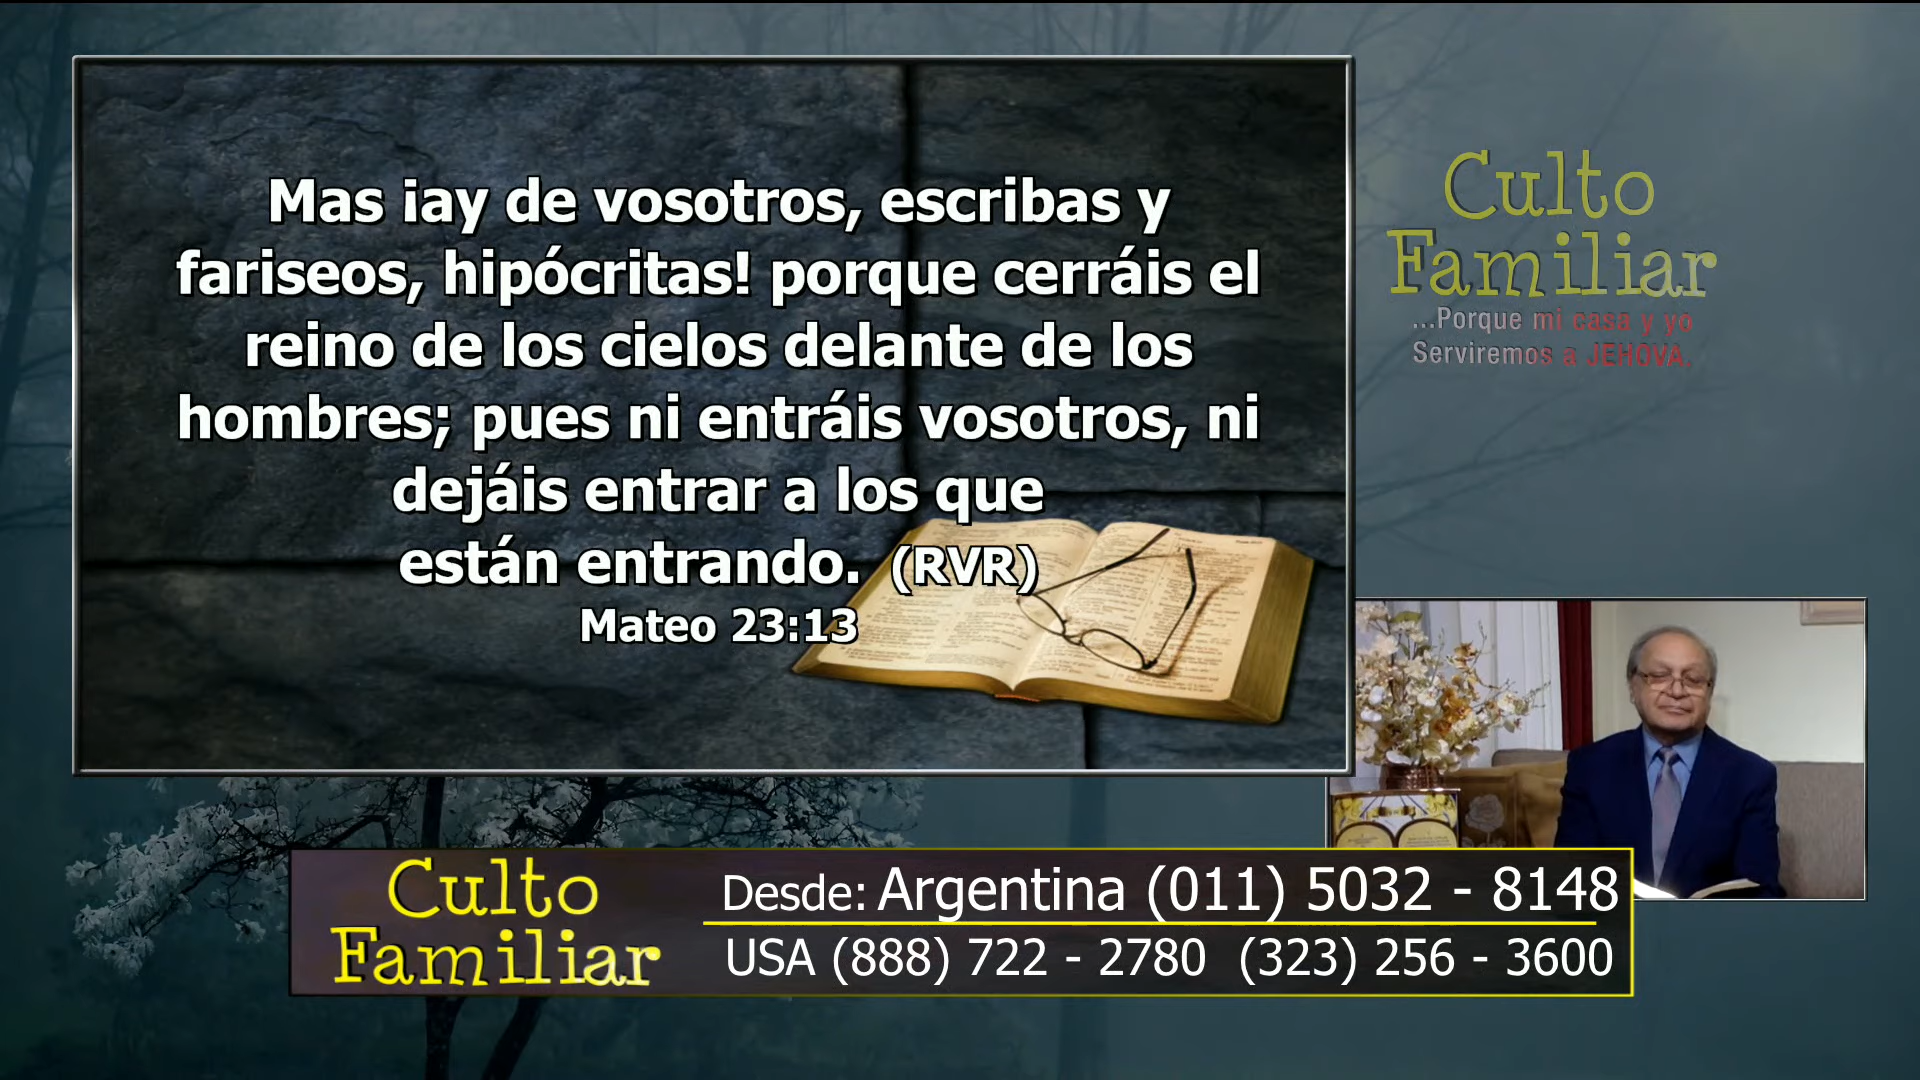 Mas ¡ay de vosotros, escribas y
fariseos, hipócritas! porque cerráis el
reino de los cielos delante de los
hombres; pues ni entráis vosotros, ni
dejáis entrar a los que
están entrando. (RVR)
Mateo 23:13
Culto
Familiar
...Porque mi casa y yo
Serviremos a JEHOVA.
Culto
Familiar
Desde: Argentina (011) 5032 - 8148
USA (888) 722 - 2780 (323) 256 - 3600